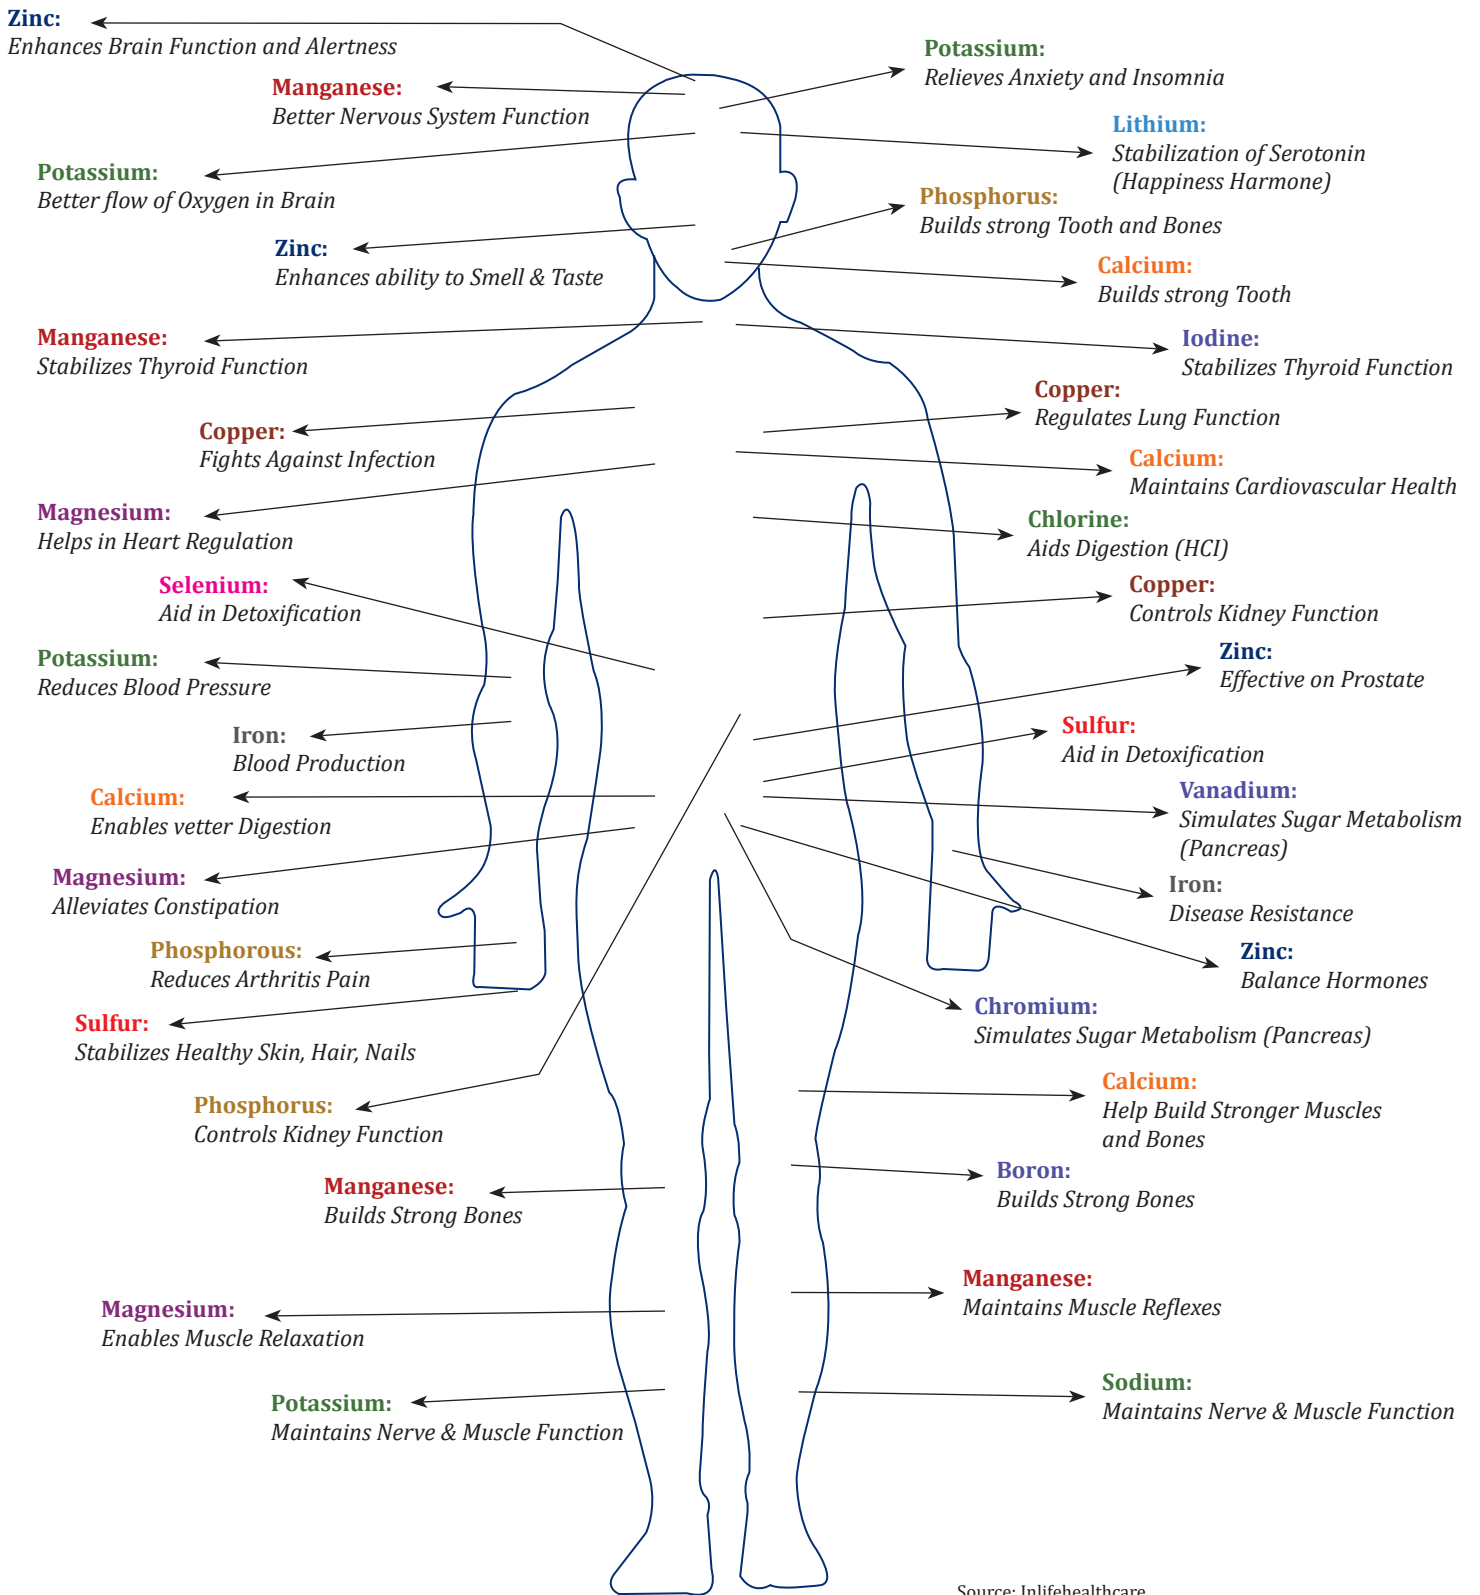 Zinc:
Enhances Brain Function and Alertness
Manganese:
Better Nervous System Function
Potassium:
Better flow of Oxygen in Brain
Zinc:
Enhances ability to Smell & Taste
Manganese:
Stabilizes Thyroid Function
Copper:
Fights Against Infection
Magnesium:
Helps in Heart Regulation
Selenium:
Aid in Detoxification
Potassium:
Reduces Blood Pressure
Iron:
Blood Production
Calcium:
Enables vetter Digestion
Magnesium:
Alleviates Constipation
Phosphorous:
Reduces Arthritis Pain
Sulfur:
Stabilizes Healthy Skin, Hair, Nails
Phosphorus:
Controls Kidney Function
Manganese:
Builds Strong Bones
Magnesium:
Enables Muscle Relaxation
Potassium:
Maintains Nerve & Muscle Function
Potassium:
Relieves Anxiety and Insomnia
Lithium:
Stabilization of Serotonin
(Happiness Harmone)
Phosphorus:
Builds strong Tooth and Bones
Calcium:
Builds strong Tooth
Iodine:
Stabilizes Thyroid Function
Copper:
Regulates Lung Function
Calcium:
Maintains Cardiovascular Health
Chlorine:
Aids Digestion (HCI)
Copper:
Controls Kidney Function
Zinc:
Effective on Prostate
Sulfur:
Aid in Detoxification
Vanadium:
Simulates Sugar Metabolism
(Pancreas)
Iron:
Disease Resistance
Zinc:
Balance Hormones
Chromium:
Simulates Sugar Metabolism (Pancreas)
Calcium:
Help Build Stronger Muscles
and Bones
Boron:
Builds Strong Bones
Manganese:
Maintains Muscle Reflexes
Sodium:
Maintains Nerve & Muscle Function
Source: Inlifehealthcare